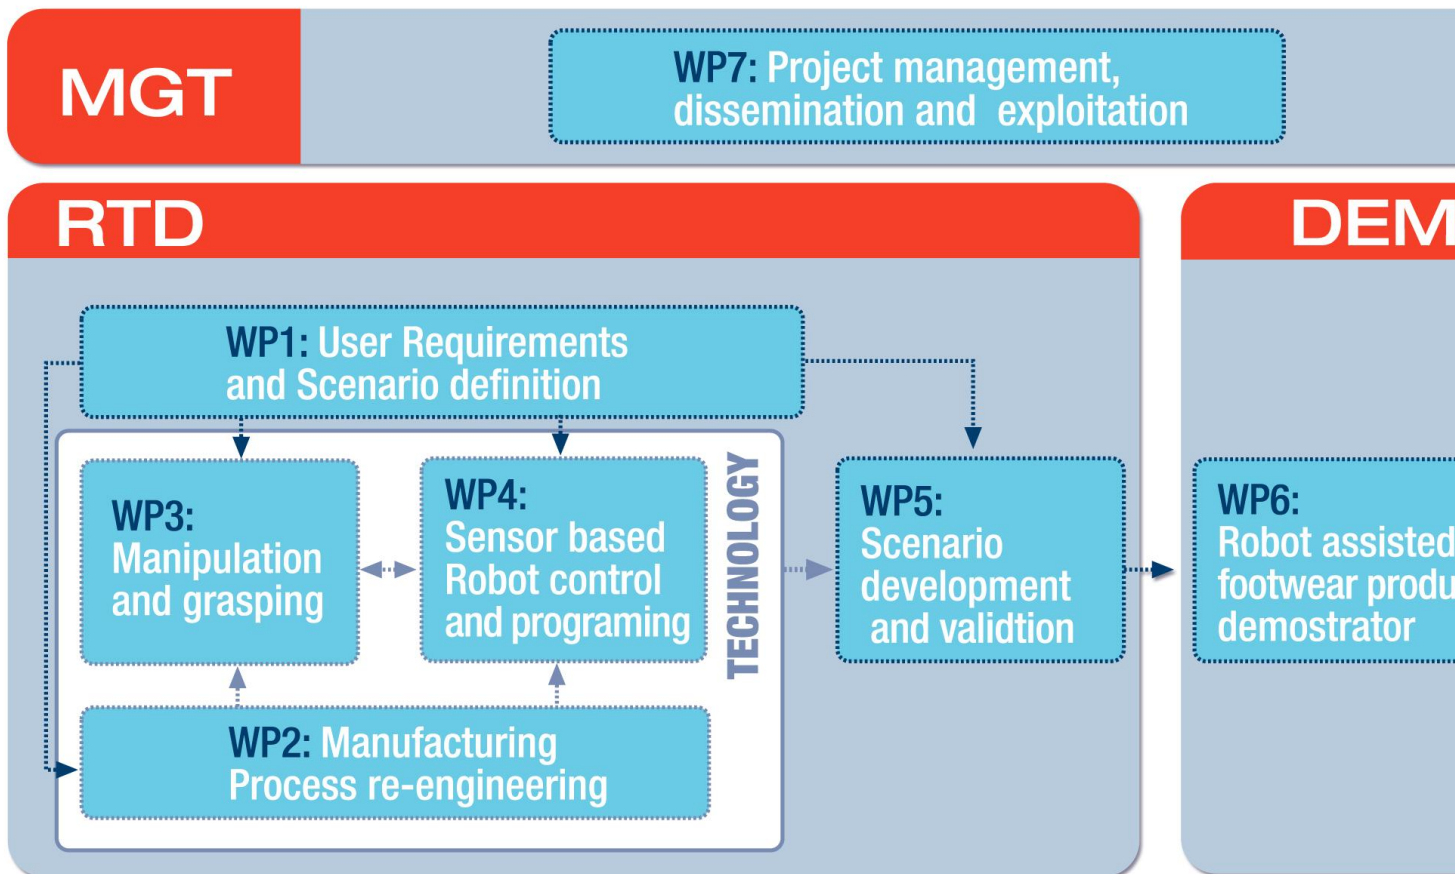 MGT
WP7: Project management,
dissemination and exploitation
RTD
DEM
WP1: User Requirements
and Scenario definition
WP3:
Manipulation
and grasping
WP4:
Sensor based
Robot control
and programing
TECHNOLOGY
WP5:
Scenario
development
and validtion
WP6:
Robot assisted
footwear produ
demostrator
WP2: Manufacturing
Process re-engineering